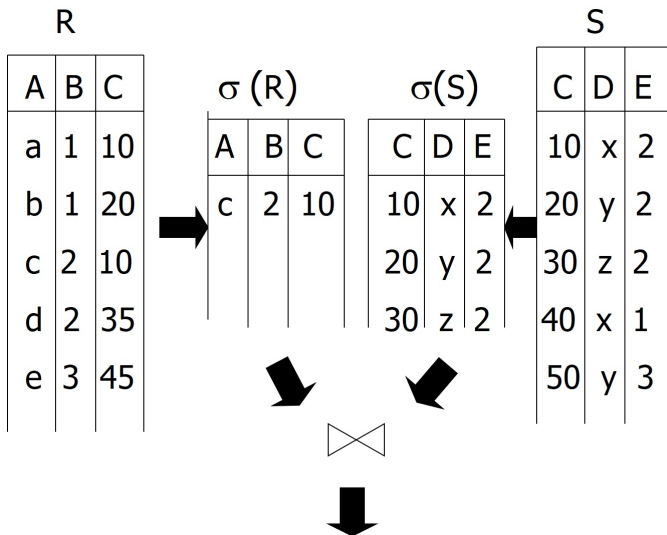 R
A B C
a 1 10
b 1 20
c 2 10
d 2 35
e 3 45
σ (R)
A B C
c 2 10
σ(S)
C D E
10 x 2
20 y 2
30 z 2
S
C D E
10 x 2
20 y 2
30 z 2
40 x 1
50 y 3